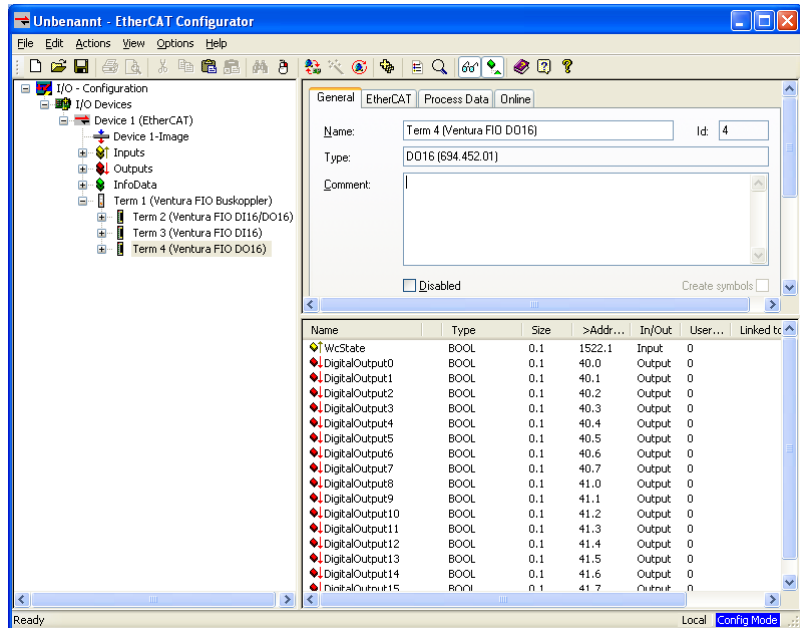 Unbenannt - EtherCAT Configurator
File Edit Actions View Options Help
I/O - Configuration
I/O Devices
Device 1 (EtherCAT)
Device 1-Image
Inputs
Outputs
InfoData
Term 1 (Ventura FIO Buskoppler)
Term 2 (Ventura FIO DI16/DO16)
Term 3 (Ventura FIO DI16)
Term 4 (Ventura FIO DO16)
General EtherCAT Process Data Online
Name: Term 4 (Ventura FIO DO16) Id: 4
Type: DO16 (694.452.01)
Comment:
Disabled Create symbols
Name Type Size >Addr... In/Out User... Linked to
WcState BOOL 0.1 1522.1 Input 0
DigitalOutput0 BOOL 0.1 40.0 Output 0
DigitalOutput1 BOOL 0.1 40.1 Output 0
DigitalOutput2 BOOL 0.1 40.2 Output 0
DigitalOutput3 BOOL 0.1 40.3 Output 0
DigitalOutput4 BOOL 0.1 40.4 Output 0
DigitalOutput5 BOOL 0.1 40.5 Output 0
DigitalOutput6 BOOL 0.1 40.6 Output 0
DigitalOutput7 BOOL 0.1 40.7 Output 0
DigitalOutput8 BOOL 0.1 41.0 Output 0
DigitalOutput9 BOOL 0.1 41.1 Output 0
DigitalOutput10 BOOL 0.1 41.2 Output 0
DigitalOutput11 BOOL 0.1 41.3 Output 0
DigitalOutput12 BOOL 0.1 41.4 Output 0
DigitalOutput13 BOOL 0.1 41.5 Output 0
DigitalOutput14 BOOL 0.1 41.6 Output 0
DigitalOutput15 BOOL 0.1 41.7 Output 0
Ready Local Config Mode